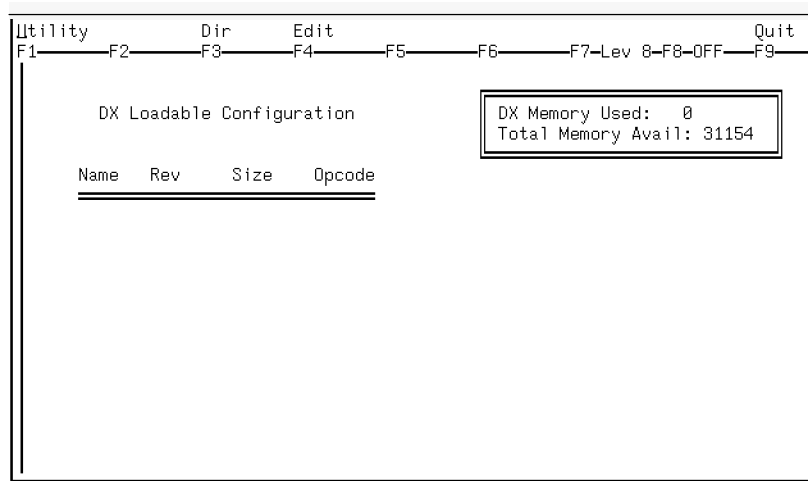 Utility Dir Edit Quit
F1 F2 F3 F4 F5 F6 F7-Lev 8-F8-OFF F9
DX Loadable Configuration
DX Memory Used: 0
Total Memory Avail: 31154
Name Rev Size Opcode